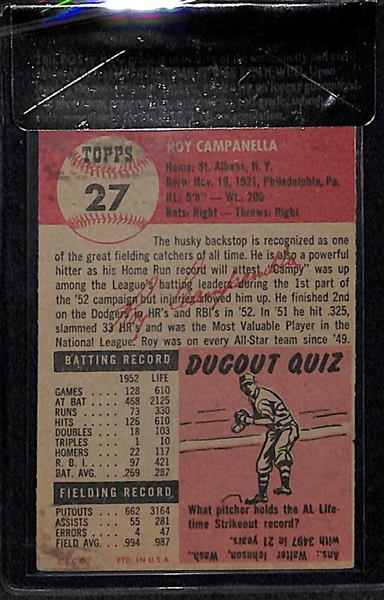 TOPPS
27
ROY CAMPANELLA
Home: St. Albans, N. Y.
Born: Nov. 19, 1921, Philadelphia, Pa.
Ht.: 5'8" — Wt.: 200
Bats: Right — Throws: Right
The husky backstop is recognized as one
of the great fielding catchers of all time. He is also a powerful
hitter as his Home Run record will attest. "Campy" was up
among the League's batting leaders during the 1st part of
the '52 campaign but injuries slowed him up. He finished 2nd
on the Dodgers in HR's and RBI's in '52. In '51 he hit .325,
slammed 33 HR's and was the Most Valuable Player in the
National League. Roy was on every All-Star team since '49.
BATTING RECORD
1952 LIFE
GAMES . . . . 128 610
AT BAT . . . . 468 2125
RUNS . . . . 73 330
HITS . . . . 126 610
DOUBLES . . . 18 103
TRIPLES . . . 1 10
HOMERS . . . 22 117
R. B. I. . . . 97 421
BAT. AVG. . . .269 .287
FIELDING RECORD
PUTOUTS . . . 662 3164
ASSISTS . . . 55 281
ERRORS . . . 4 47
FIELD AVG. . . .994 .987
T.C.G. PTD. IN U.S.A.
DUGOUT QUIZ
What pitcher holds the AL Life-
time Strikeout record?
Ans.: Walter Johnson, Wash.,
with 3497 in 21 years.